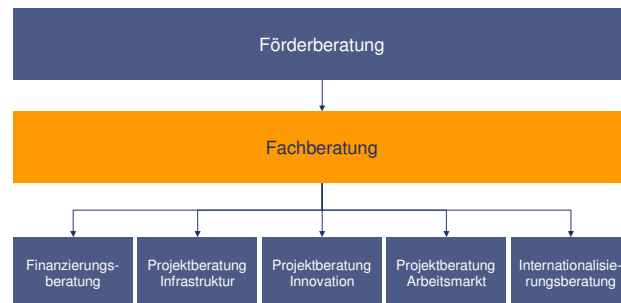 Förderberatung
Fachberatung
Finanzierungs-
beratung
Projektberatung
Infrastruktur
Projektberatung
Innovation
Projektberatung
Arbeitsmarkt
Internationalisie-
rungsberatung